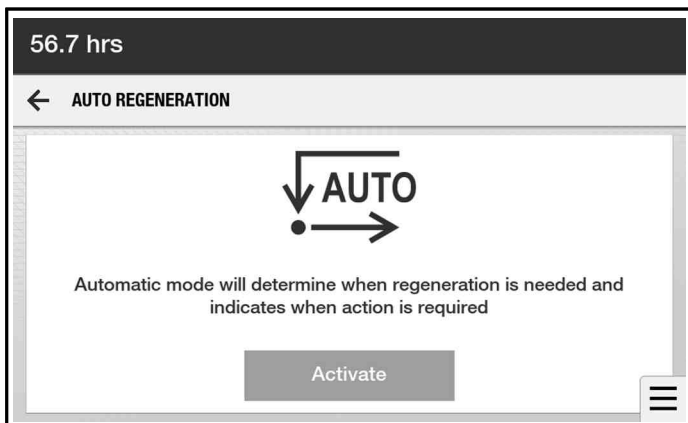 56.7 hrs
AUTO REGENERATION
AUTO
Automatic mode will determine when regeneration is needed and
indicates when action is required
Activate